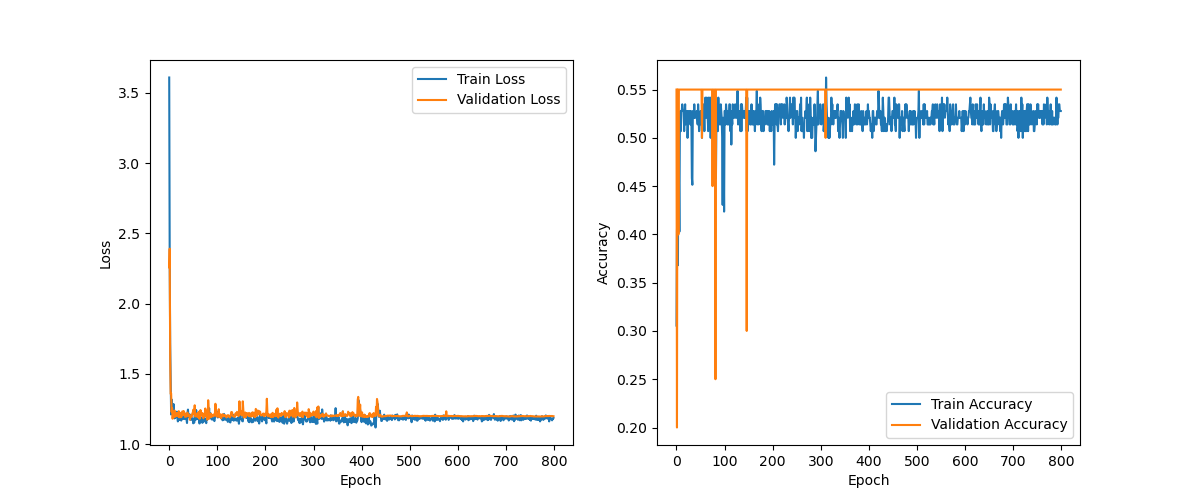 3.5
3.0
2.5
2.0
1.5
1.0
Loss
0 100 200 300 400 500 600 700 800
Epoch
Train Loss
Validation Loss
0.55
0.50
0.45
0.40
0.35
0.30
0.25
0.20
Accuracy
0 100 200 300 400 500 600 700 800
Epoch
Train Accuracy
Validation Accuracy